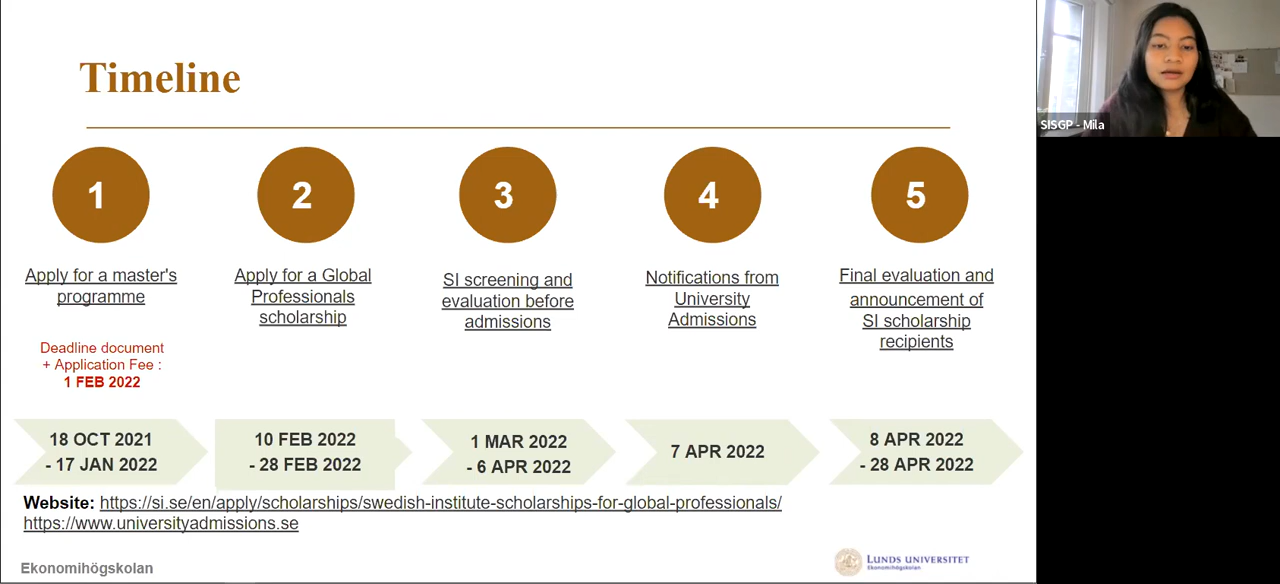 Timeline
1
2
3
4
5
Apply for a master's
programme
Apply for a Global
Professionals
scholarship
SI screening and
evaluation before
admissions
Notifications from
University
Admissions
Final evaluation and
announcement of
SI scholarship
recipients
Deadline document
+ Application Fee :
1 FEB 2022
18 OCT 2021
- 17 JAN 2022
10 FEB 2022
- 28 FEB 2022
1 MAR 2022
- 6 APR 2022
7 APR 2022
8 APR 2022
- 28 APR 2022
Website: https://si.se/en/apply/scholarships/swedish-institute-scholarships-for-global-professionals/
https://www.universityadmissions.se
Ekonomihögskolan
LUNDS UNIVERSITET
Ekonomihögskolan
SISGP - Mila